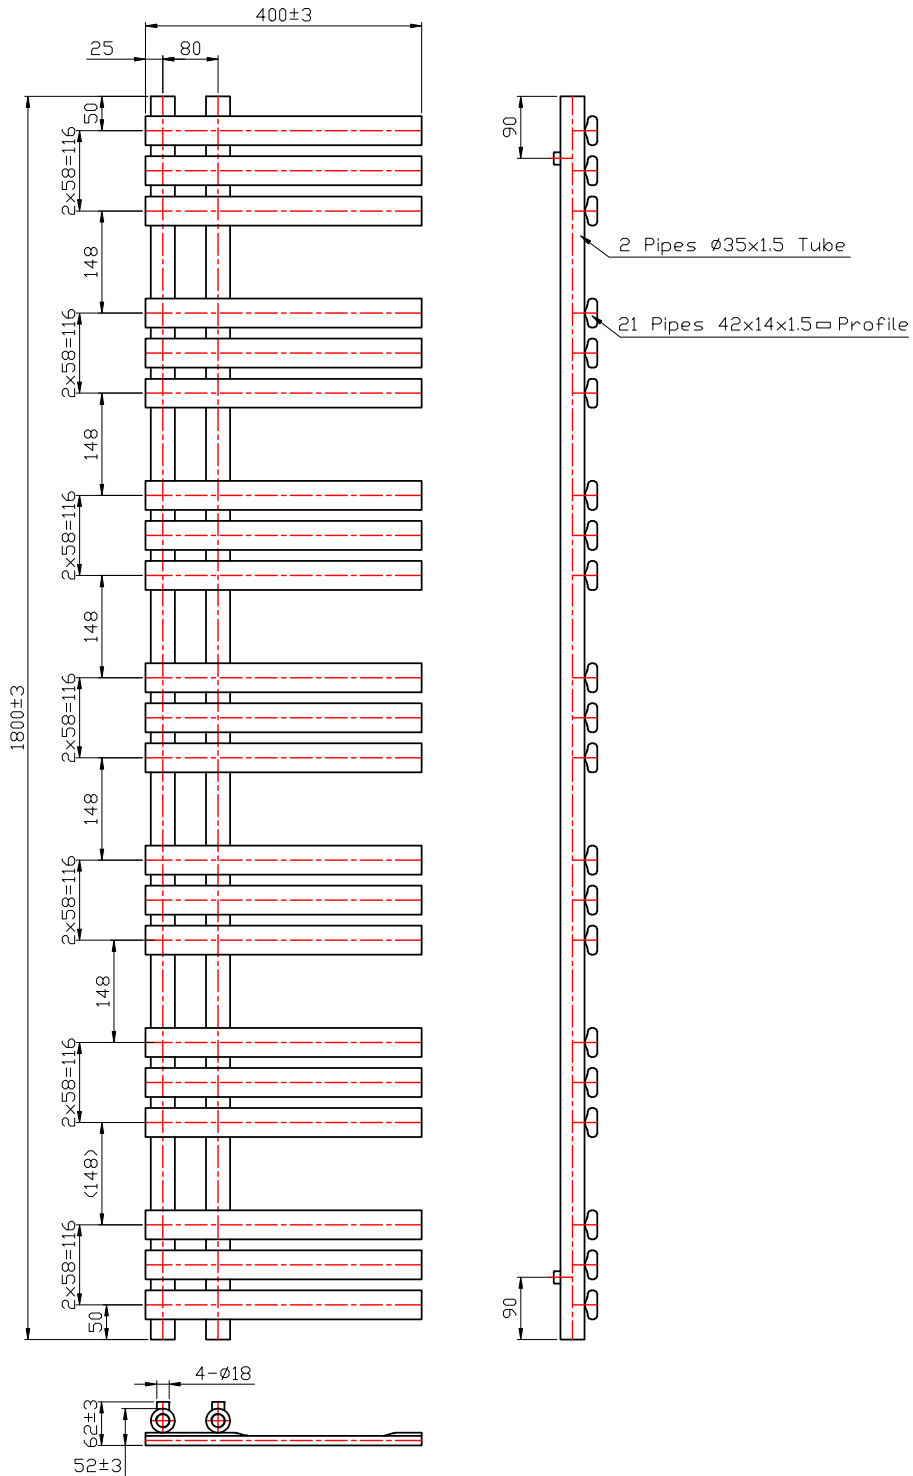 400±3
25
80
50
90
2x58=116
148
2 Pipes Ø35x1.5 Tube
21 Pipes 42x14x1.5▭Profile
2x58=116
148
2x58=116
148
1800±3
2x58=116
148
2x58=116
148
2x58=116
(148)
2x58=116
50
90
4-Ø18
62±3
52±3